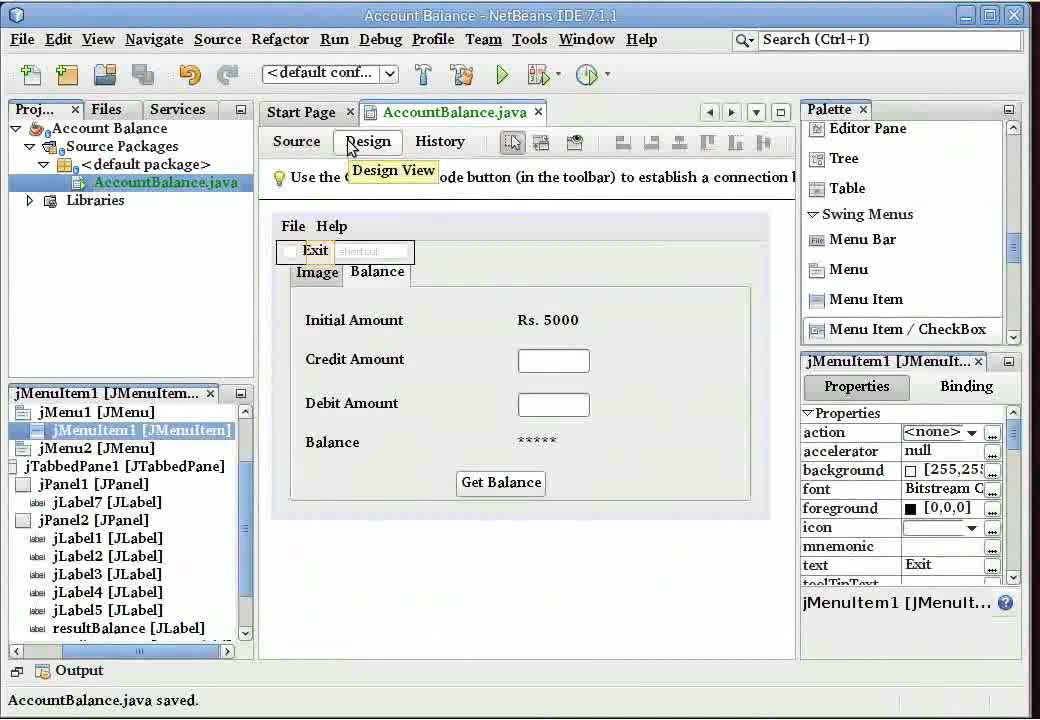 Account Balance - NetBeans IDE 7.1.1
File Edit View Navigate Source Refactor Run Debug Profile Team Tools Window Help
Search (Ctrl+I)
<default conf...
Proj... Files Services
Account Balance
Source Packages
<default package>
AccountBalance.java
Libraries
jMenuItem1 [JMenuItem...
jMenu1 [JMenu]
jMenuItem1 [JMenuItem]
jMenu2 [JMenu]
jTabbedPane1 [JTabbedPane]
jPanel1 [JPanel]
jLabel7 [JLabel]
jPanel2 [JPanel]
jLabel1 [JLabel]
jLabel2 [JLabel]
jLabel3 [JLabel]
jLabel4 [JLabel]
jLabel5 [JLabel]
resultBalance [JLabel]
Start Page AccountBalance.java
Source Design History
Design View
Use the ode button (in the toolbar) to establish a connection
File Help
Exit shortcut
Image Balance
Initial Amount Rs. 5000
Credit Amount
Debit Amount
Balance *****
Get Balance
Palette
Editor Pane
Tree
Table
Swing Menus
Menu Bar
Menu
Menu Item
Menu Item / CheckBox
jMenuItem1 [JMenuIt...
Properties Binding
Properties
action <none> ...
accelerator null ...
background [255,255 ...
font Bitstream C ...
foreground [0,0,0] ...
icon ...
mnemonic ...
text Exit ...
toolTipText
jMenuItem1 [JMenuIt...
Output
AccountBalance.java saved.